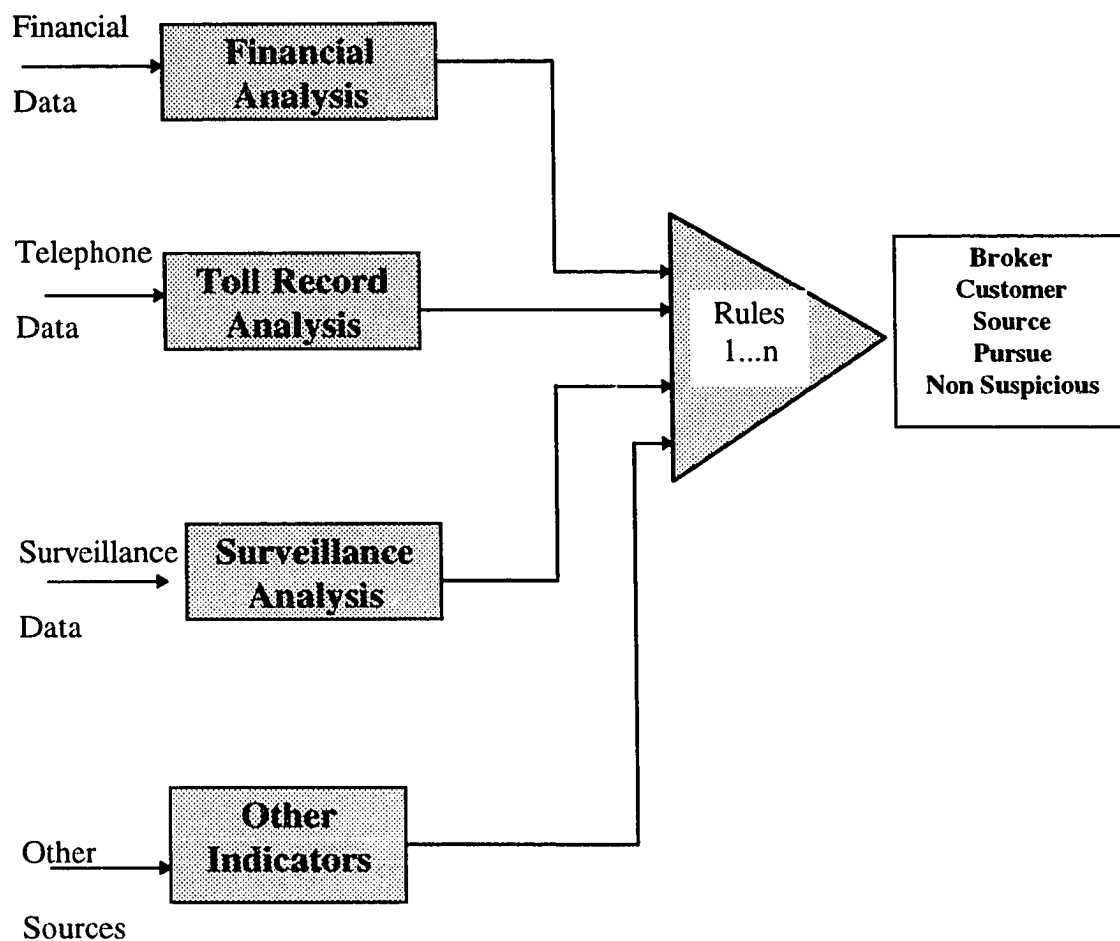 Financial
Data
Financial
Analysis
Telephone
Data
Toll Record
Analysis
Rules
1...n
Broker
Customer
Source
Pursue
Non Suspicious
Surveillance
Data
Surveillance
Analysis
Other
Sources
Other
Indicators